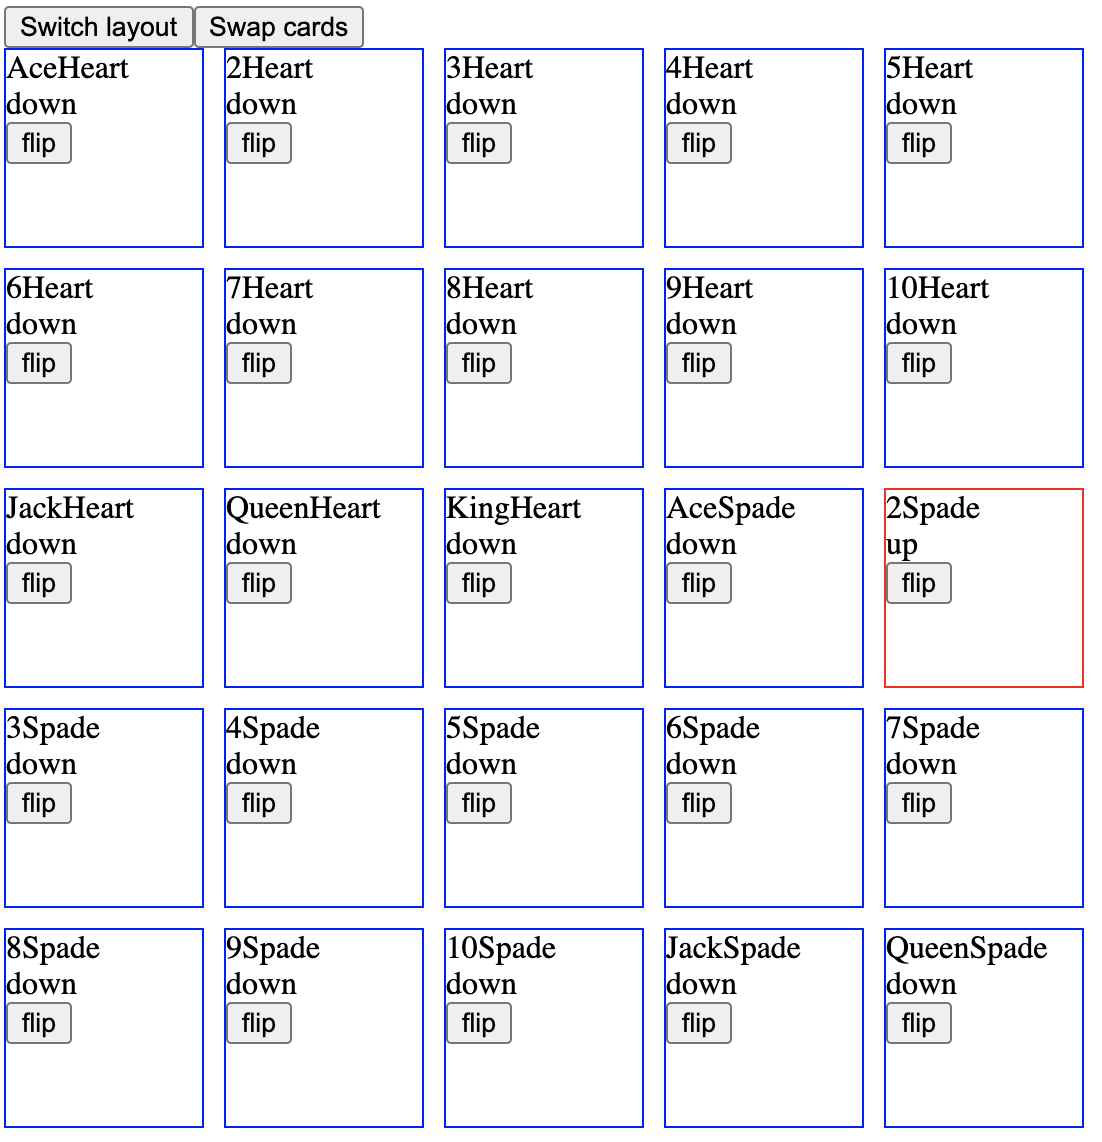 Switch layout Swap cards
AceHeart 2Heart 3Heart 4Heart 5Heart
down down down down down
flip flip flip flip flip
6Heart 7Heart 8Heart 9Heart 10Heart
down down down down down
flip flip flip flip flip
JackHeart QueenHeart KingHeart AceSpade 2Spade
down down down down up
flip flip flip flip flip
3Spade 4Spade 5Spade 6Spade 7Spade
down down down down down
flip flip flip flip flip
8Spade 9Spade 10Spade JackSpade QueenSpade
down down down down down
flip flip flip flip flip